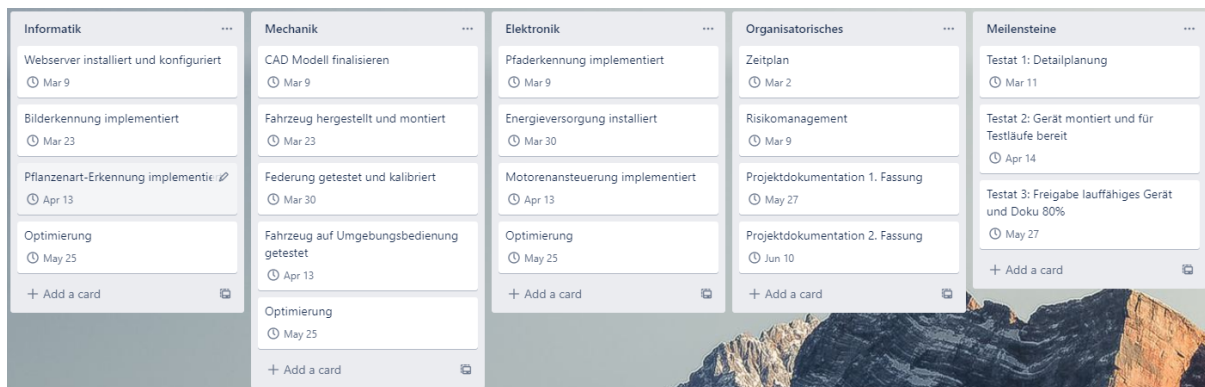 Informatik
Webserver installiert und konfiguriert
Mar 9
Bilderkennung implementiert
Mar 23
Pflanzenart-Erkennung implementie
Apr 13
Optimierung
May 25
+ Add a card
Mechanik
CAD Modell finalisieren
Mar 9
Fahrzeug hergestellt und montiert
Mar 23
Federung getestet und kalibriert
Mar 30
Fahrzeug auf Umgebungsbedienung
getestet
Apr 13
Optimierung
May 25
+ Add a card
Elektronik
Pfaderkennung implementiert
Mar 9
Energieversorgung installiert
Mar 30
Motorenansteuerung implementiert
Apr 13
Optimierung
May 25
+ Add a card
Organisatorisches
Zeitplan
Mar 2
Risikomanagement
Mar 9
Projektdokumentation 1. Fassung
May 27
Projektdokumentation 2. Fassung
Jun 10
+ Add a card
Meilensteine
Testat 1: Detailplanung
Mar 11
Testat 2: Gerät montiert und für
Testläufe bereit
Apr 14
Testat 3: Freigabe lauffähiges Gerät
und Doku 80%
May 27
+ Add a card